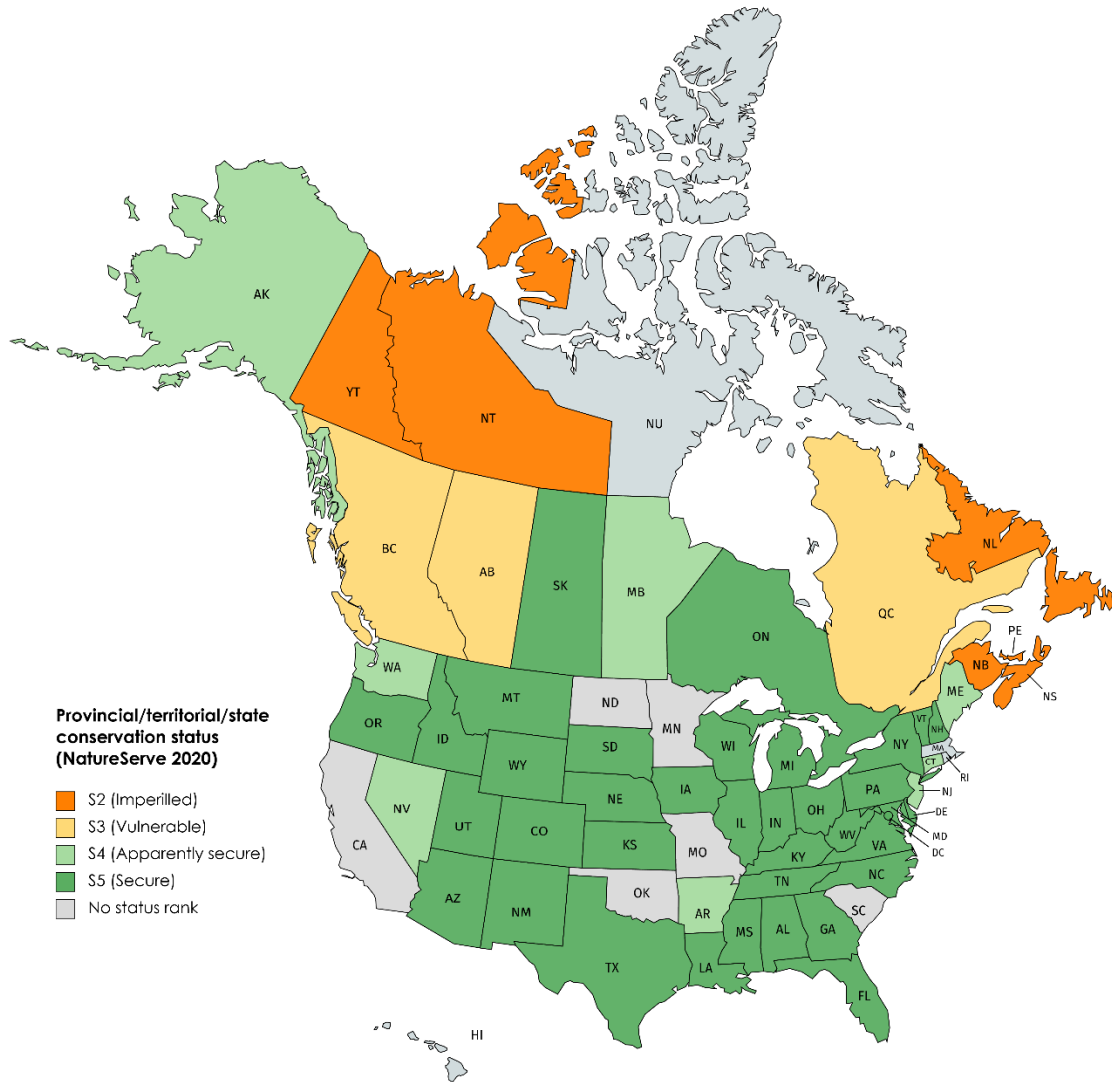 AK
YT
NT
NU
BC
AB
SK
MB
ON
QC
NL
PE
NB
NS
WA
ME
MT
ND
MN
OR
ID
VT
NH
WI
NY
MA
SD
MI
CT
RI
WY
NJ
PA
IA
NE
DE
OH
NV
IL
IN
MD
UT
CO
WV
DC
VA
CA
KS
MO
KY
NC
TN
AZ
NM
OK
AR
SC
MS
AL
GA
TX
LA
FL
HI
Provincial/territorial/state
conservation status
(NatureServe 2020)
S2 (Imperilled)
S3 (Vulnerable)
S4 (Apparently secure)
S5 (Secure)
No status rank